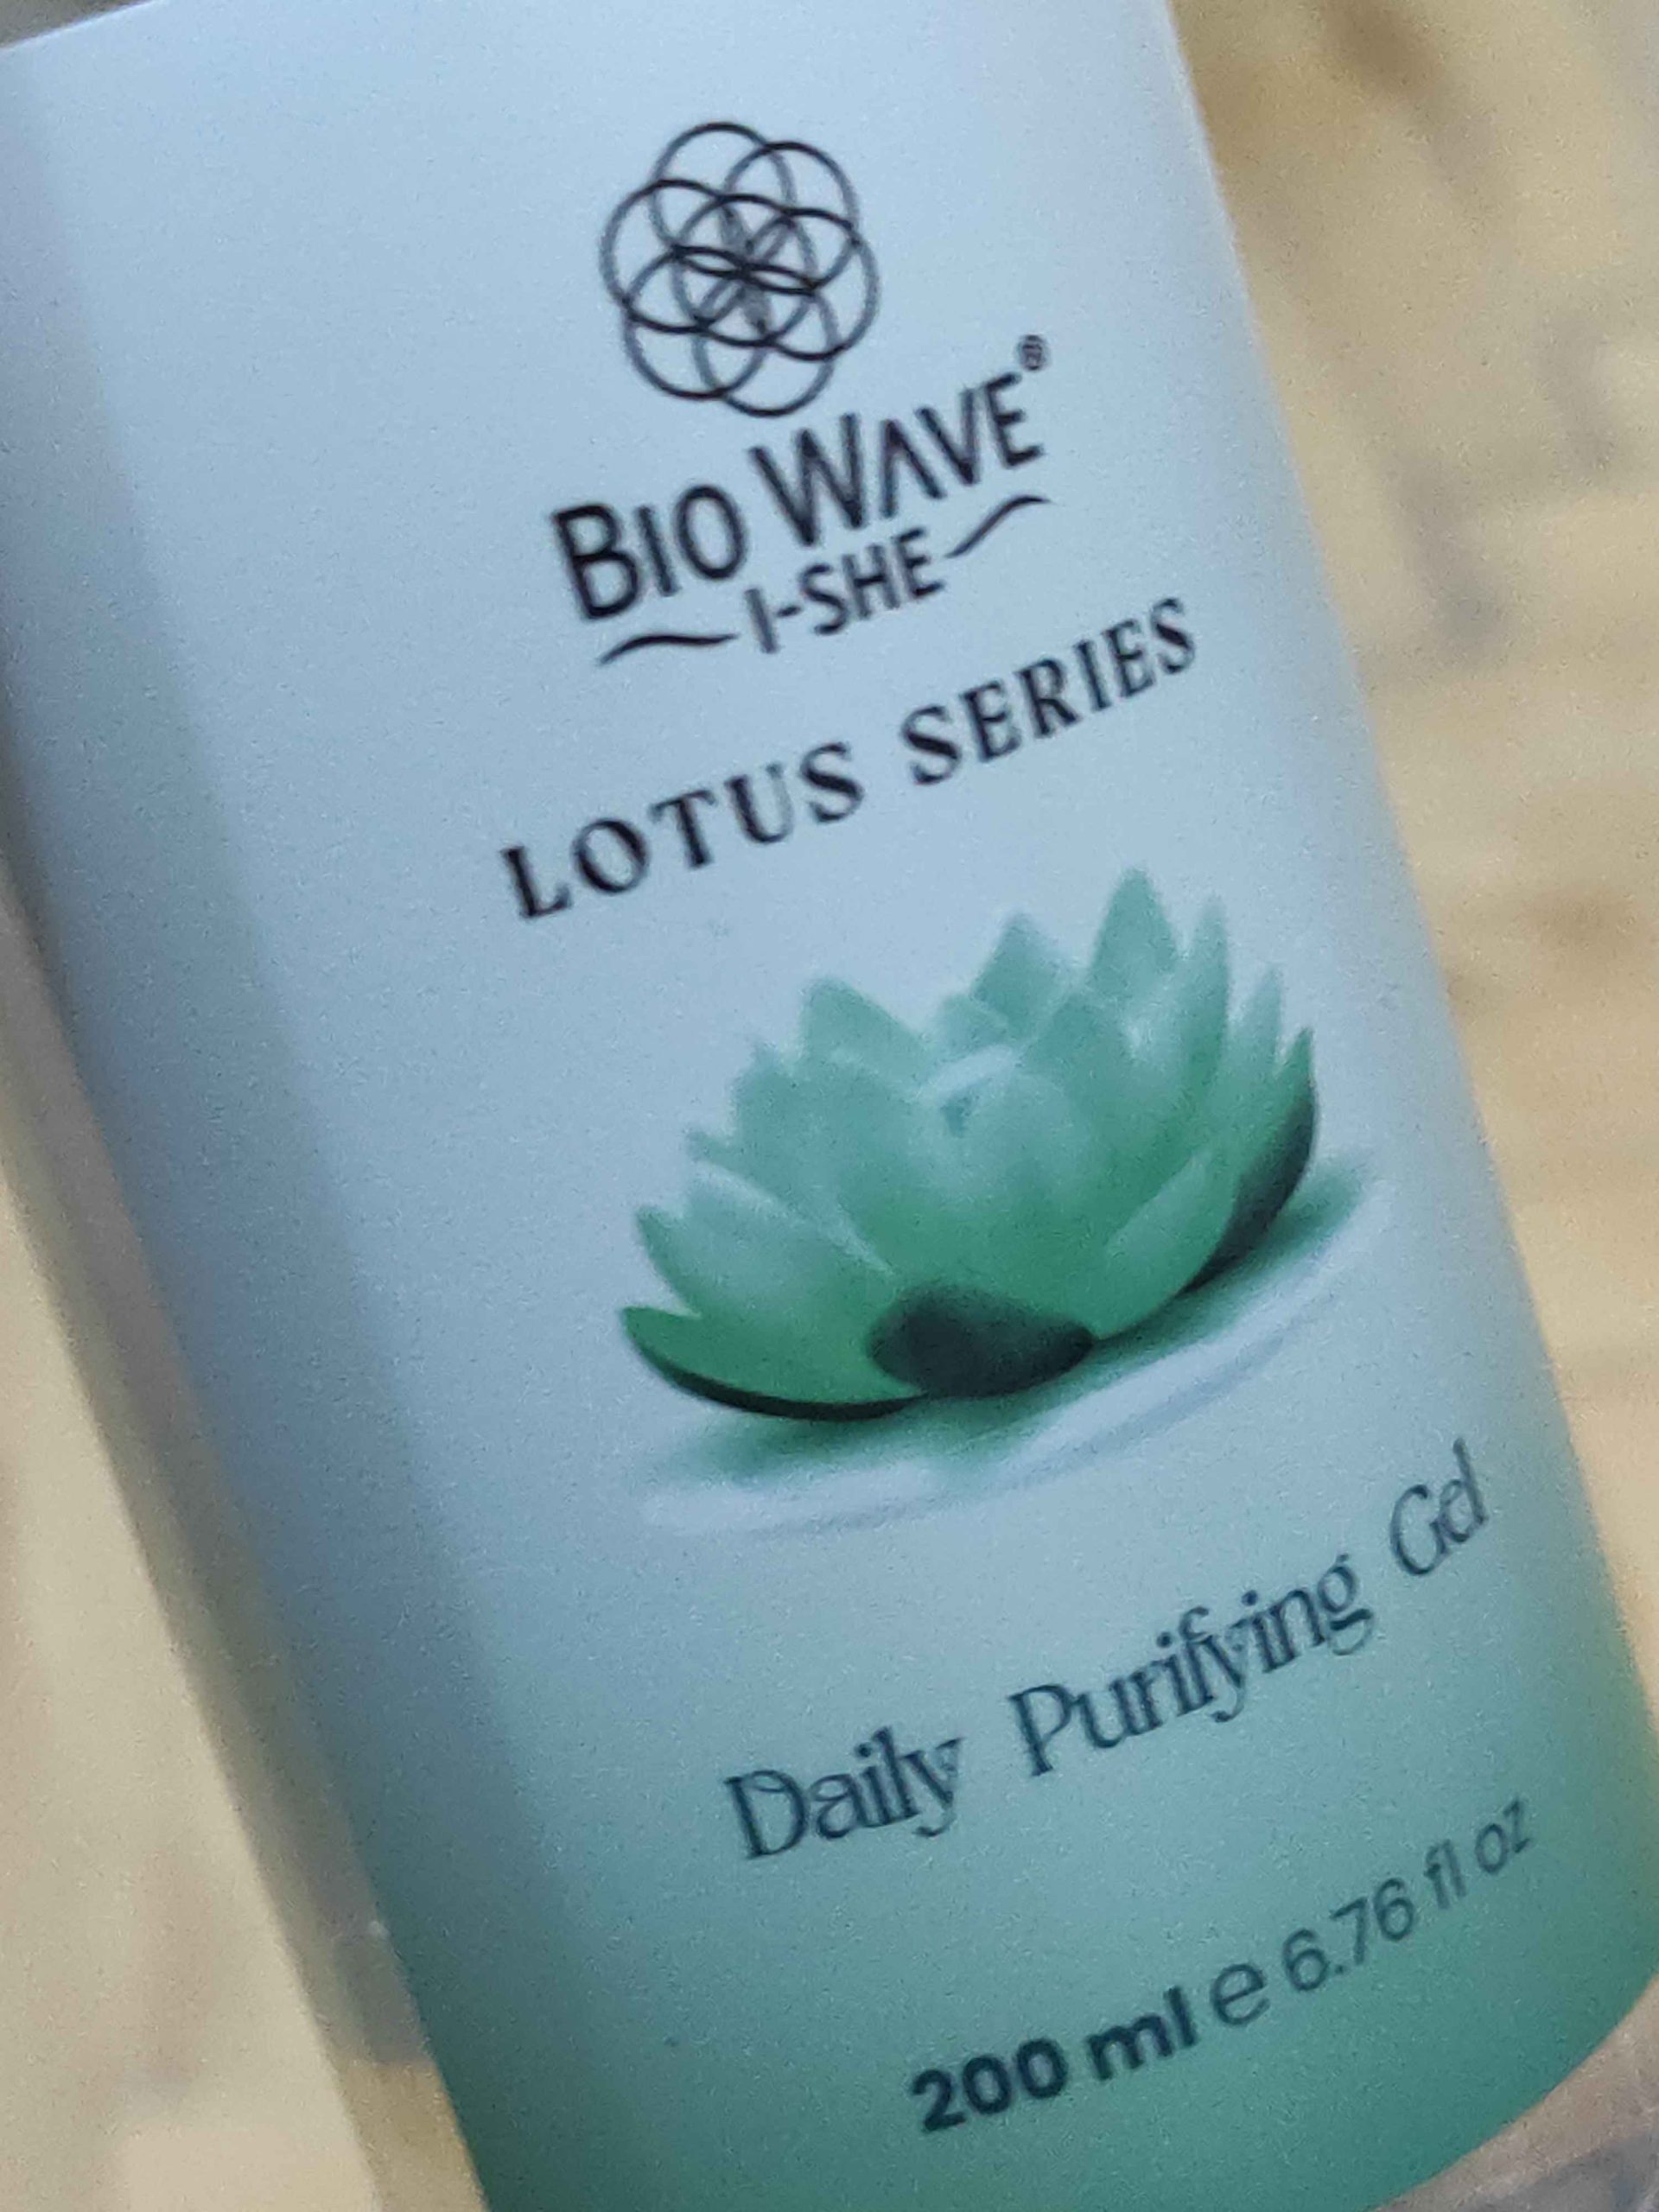 BIO WAVE®
I-SHE
LOTUS SERIES
Daily Purifying Gel
200 ml e 6.76 fl oz